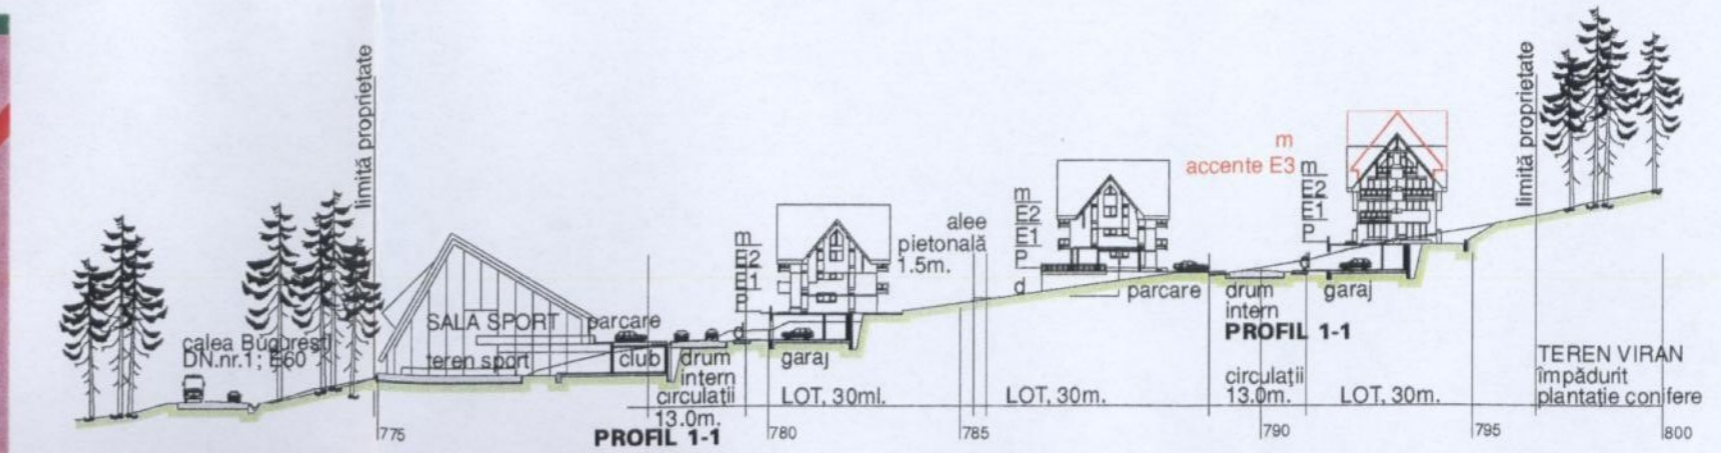 limită proprietate
calea Bucureşti
DN.nr.1; E60
SALA SPORT
teren sport
parcare
club
drum
intern
circulaţii
13.0m.
PROFIL 1-1
m
E2
E1
P
d
garaj
LOT, 30ml.
alee
pietonală
1.5m.
m
E2
E1
P
d
LOT, 30m.
parcare
drum
intern
PROFIL 1-1
circulaţii
13.0m.
m
accente E3
m
E2
E1
P
d
garaj
LOT, 30m.
limită proprietate
TEREN VIRAN
împădurit
plantaţie conifere
775
780
785
790
795
800